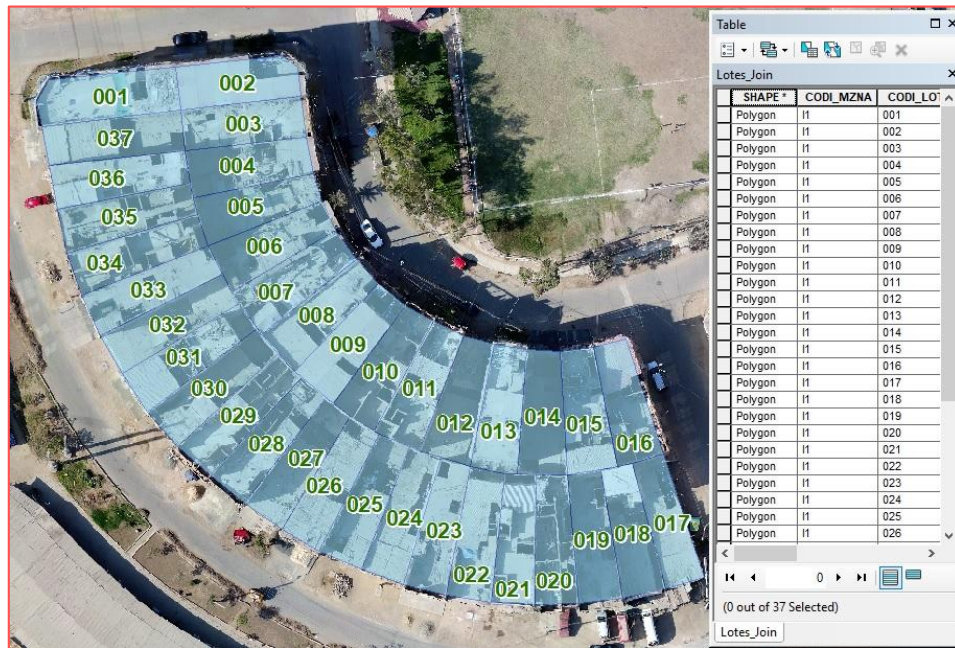 001
002
037
003
036
004
035
005
034
006
033
007
032
008
031
009
030
010
029
011
028
012
027
013
014
015
016
026
025
024
023
022
021
020
019
018
017
Table
Lotes_Join
SHAPE * CODI_MZNA CODI_LOT
Polygon I1 001
Polygon I1 002
Polygon I1 003
Polygon I1 004
Polygon I1 005
Polygon I1 006
Polygon I1 007
Polygon I1 008
Polygon I1 009
Polygon I1 010
Polygon I1 011
Polygon I1 012
Polygon I1 013
Polygon I1 014
Polygon I1 015
Polygon I1 016
Polygon I1 017
Polygon I1 018
Polygon I1 019
Polygon I1 020
Polygon I1 021
Polygon I1 022
Polygon I1 023
Polygon I1 024
Polygon I1 025
Polygon I1 026
0
(0 out of 37 Selected)
Lotes_Join